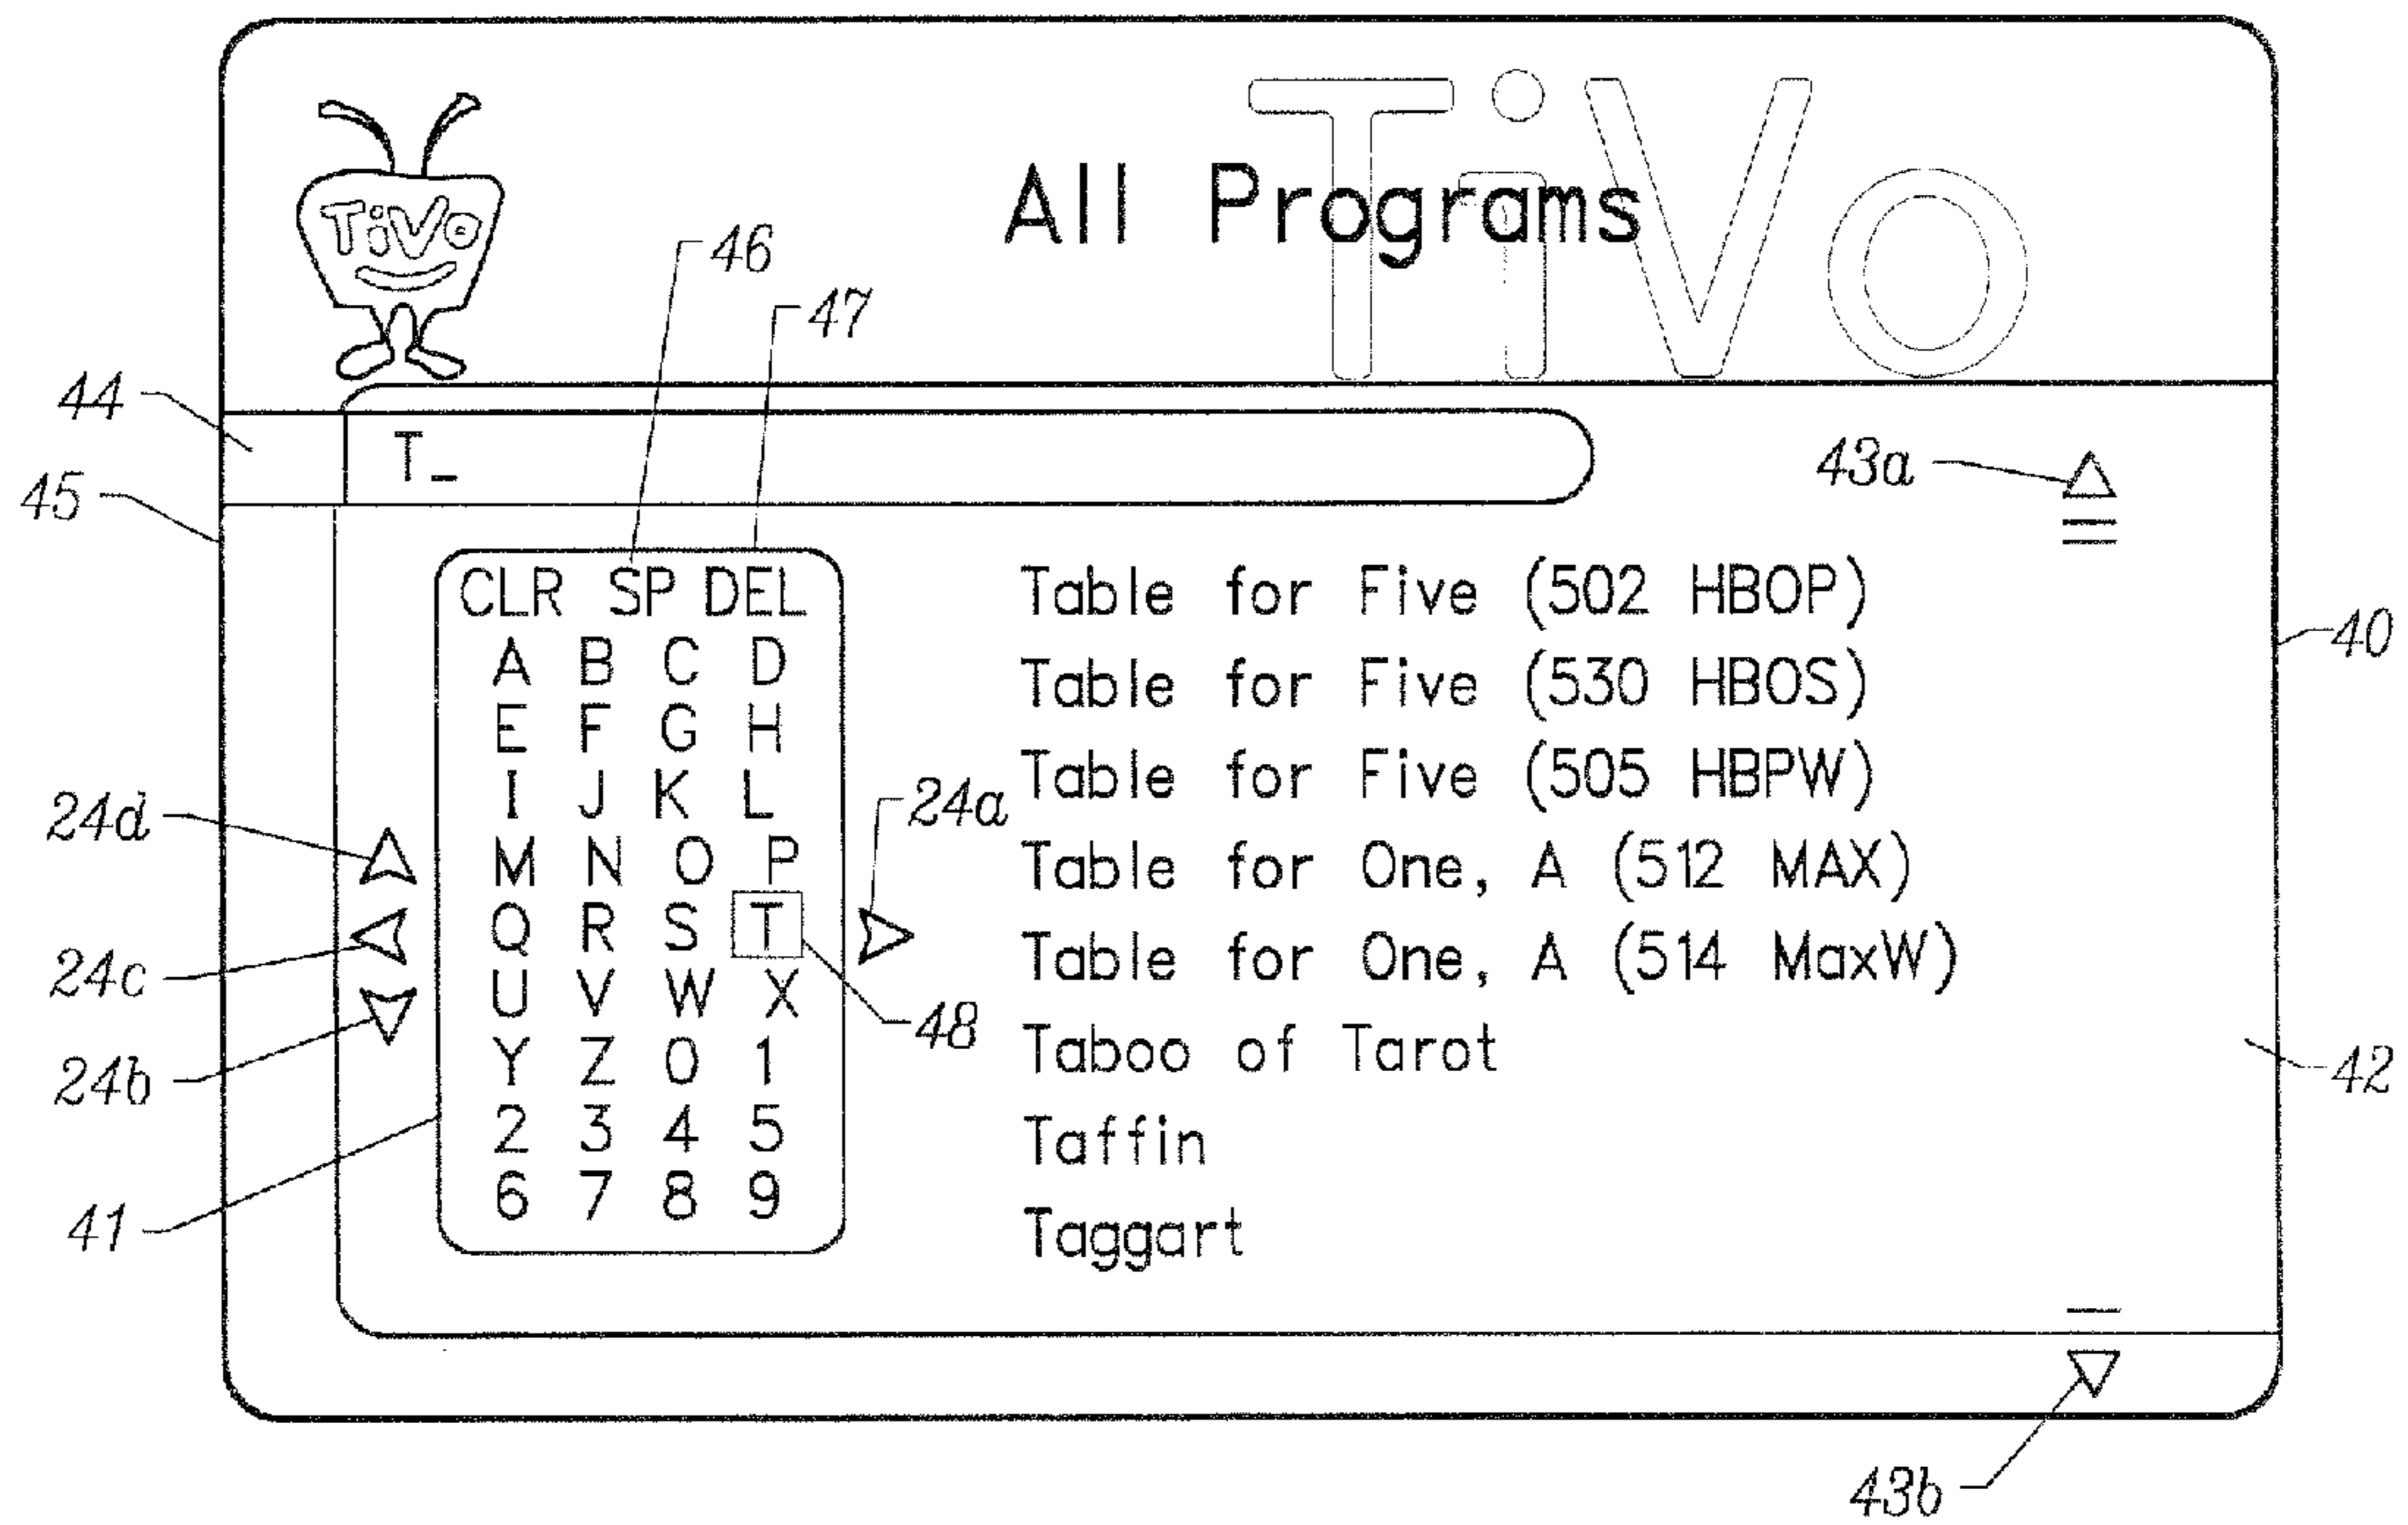 TiVo
All Programs
TiVo
46
47
44
T_
43a
45
CLR SP DEL
A B C D
E F G H
I J K L
M N O P
Q R S T
U V W X
Y Z 0 1
2 3 4 5
6 7 8 9
Table for Five (502 HBOP)
Table for Five (530 HBOS)
Table for Five (505 HBPW)
Table for One, A (512 MAX)
Table for One, A (514 MaxW)
Taboo of Tarot
Taffin
Taggart
40
24d
24a
24c
48
24b
42
41
43b